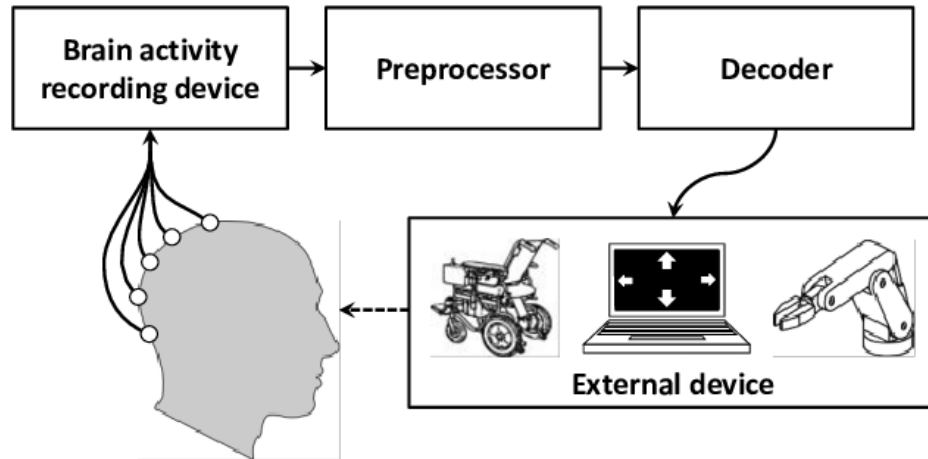 Brain activity
recording device
Preprocessor
Decoder
External device